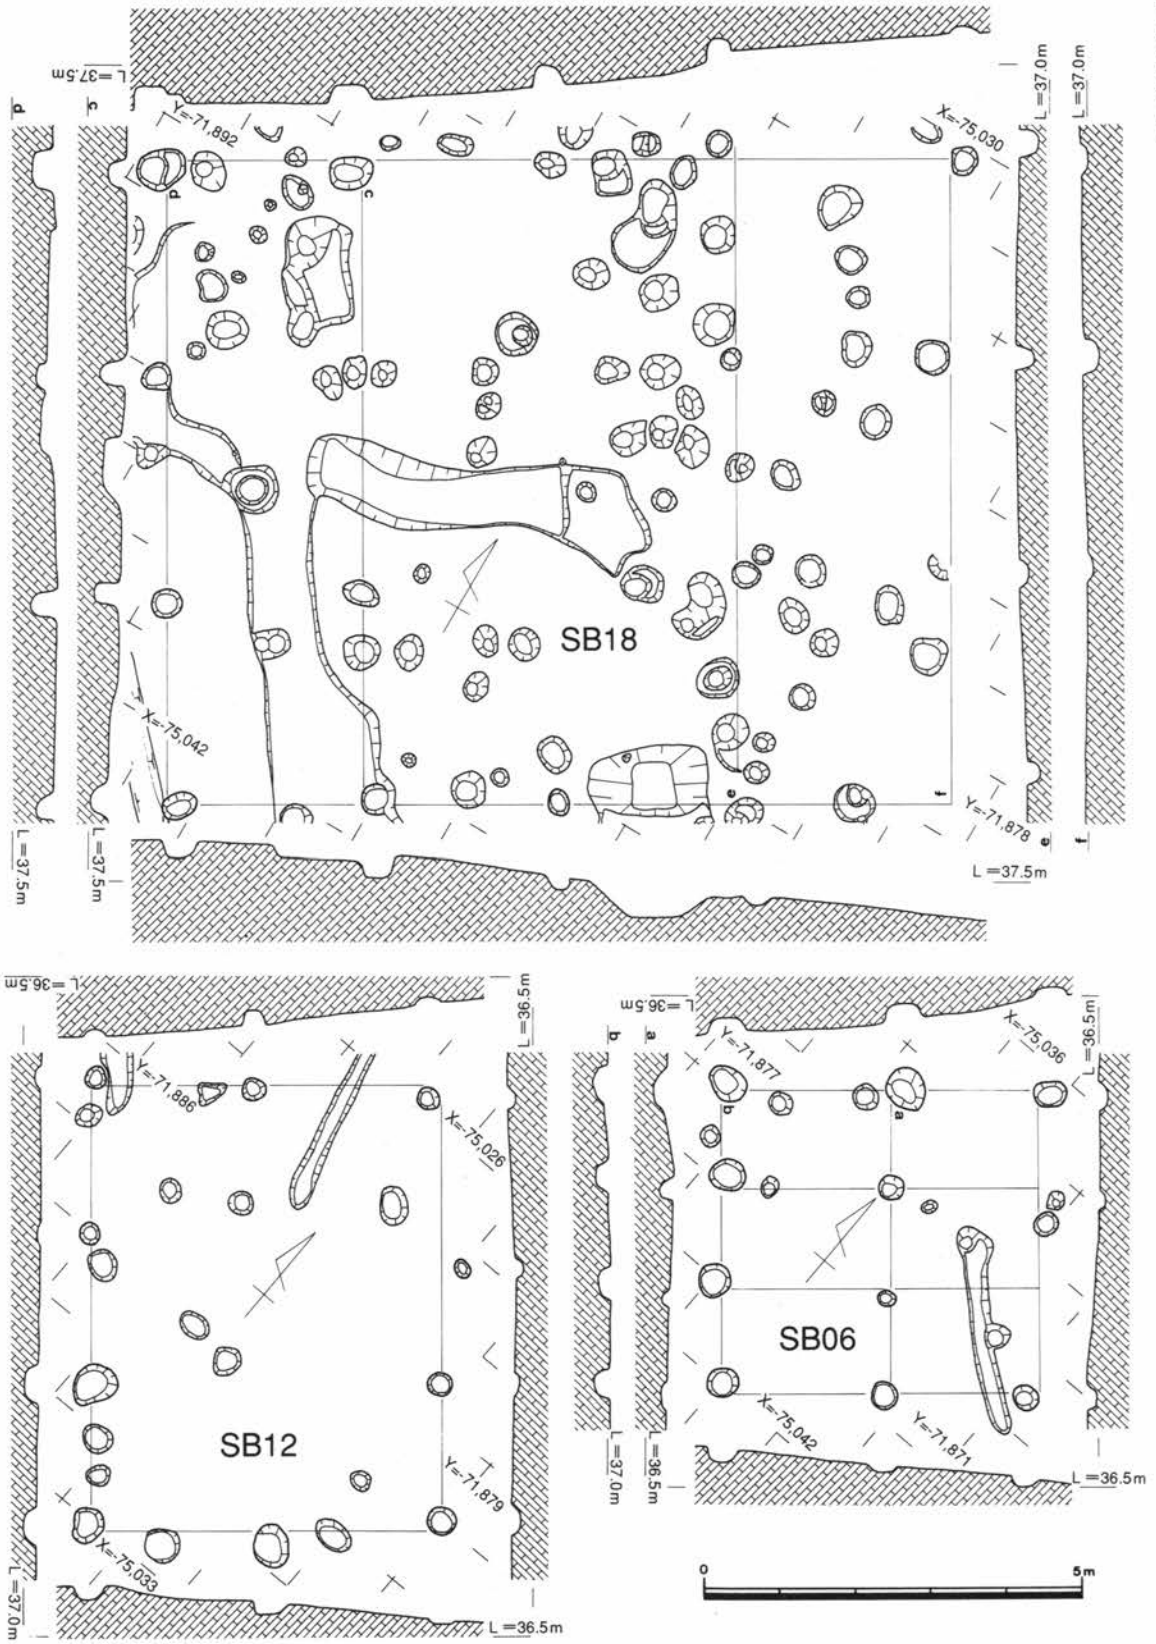 L=37.5m
L=37.0m
L=37.0m
d
c
Y=-71,892
X=-75,030
d
c
SB18
X=-75,042
e
f
Y=-71,878
e
f
L=37.5m
L=37.5m
L=37.5m
L=36.5m
L=36.5m
Y=-71,886
X=-75,026
SB12
Y=-71,879
X=-75,033
L=37.0m
L=36.5m
L=36.5m
b
a
Y=-71,877
X=-75,036
L=36.5m
b
a
SB06
X=-75,042
Y=-71,871
L=37.0m
L=36.5m
L=36.5m
0
5m